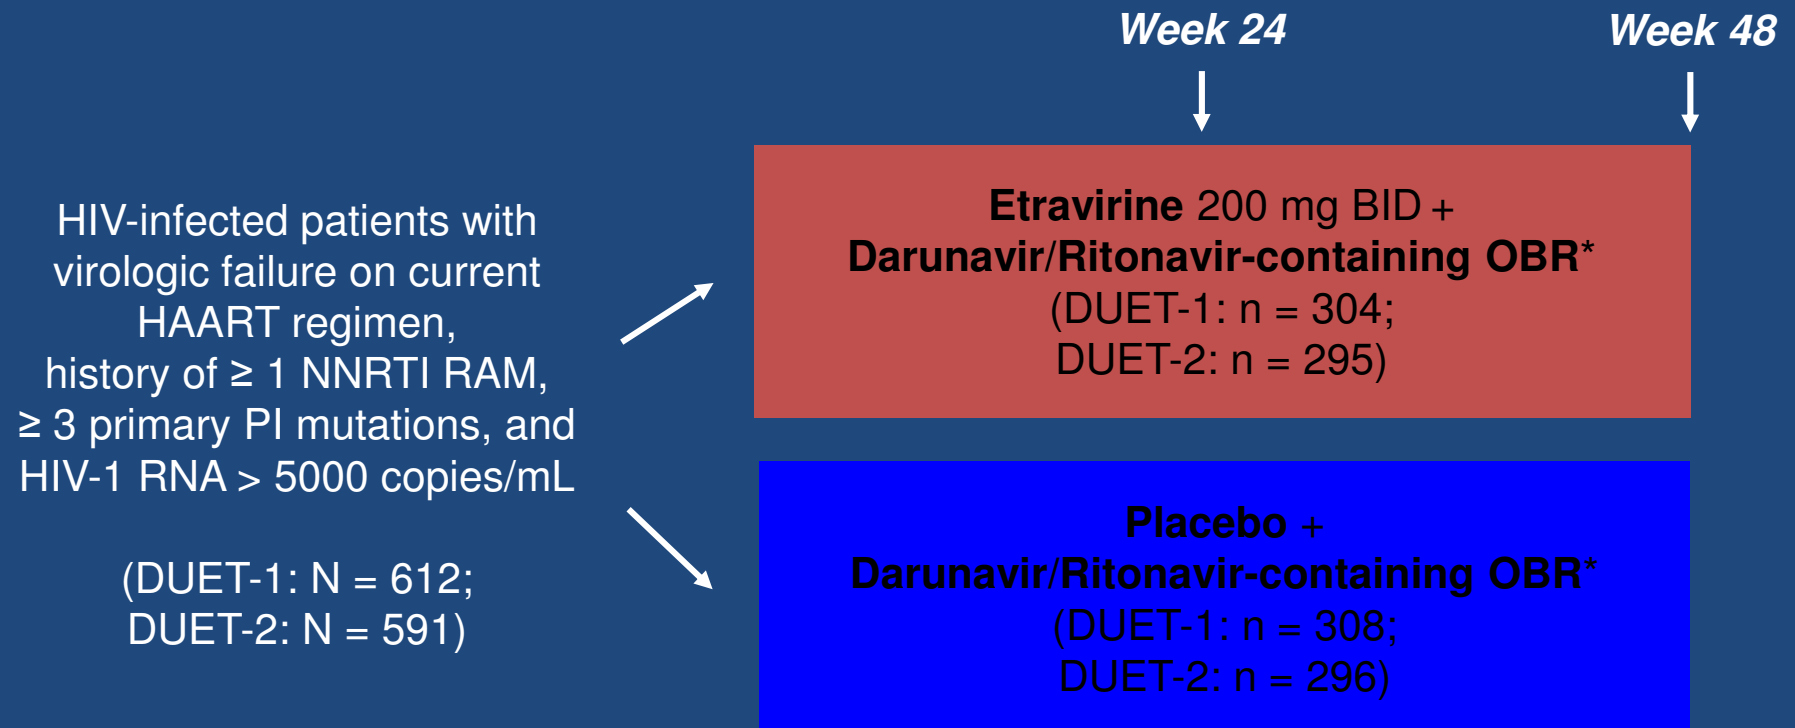 Week 24
Week 48
HIV-infected patients with
virologic failure on current
HAART regimen,
history of ≥ 1 NNRTI RAM,
≥ 3 primary PI mutations, and
HIV-1 RNA > 5000 copies/mL
(DUET-1: N = 612;
DUET-2: N = 591)
Etravirine 200 mg BID +
Darunavir/Ritonavir-containing OBR*
(DUET-1: n = 304;
DUET-2: n = 295)
Placebo +
Darunavir/Ritonavir-containing OBR*
(DUET-1: n = 308;
DUET-2: n = 296)